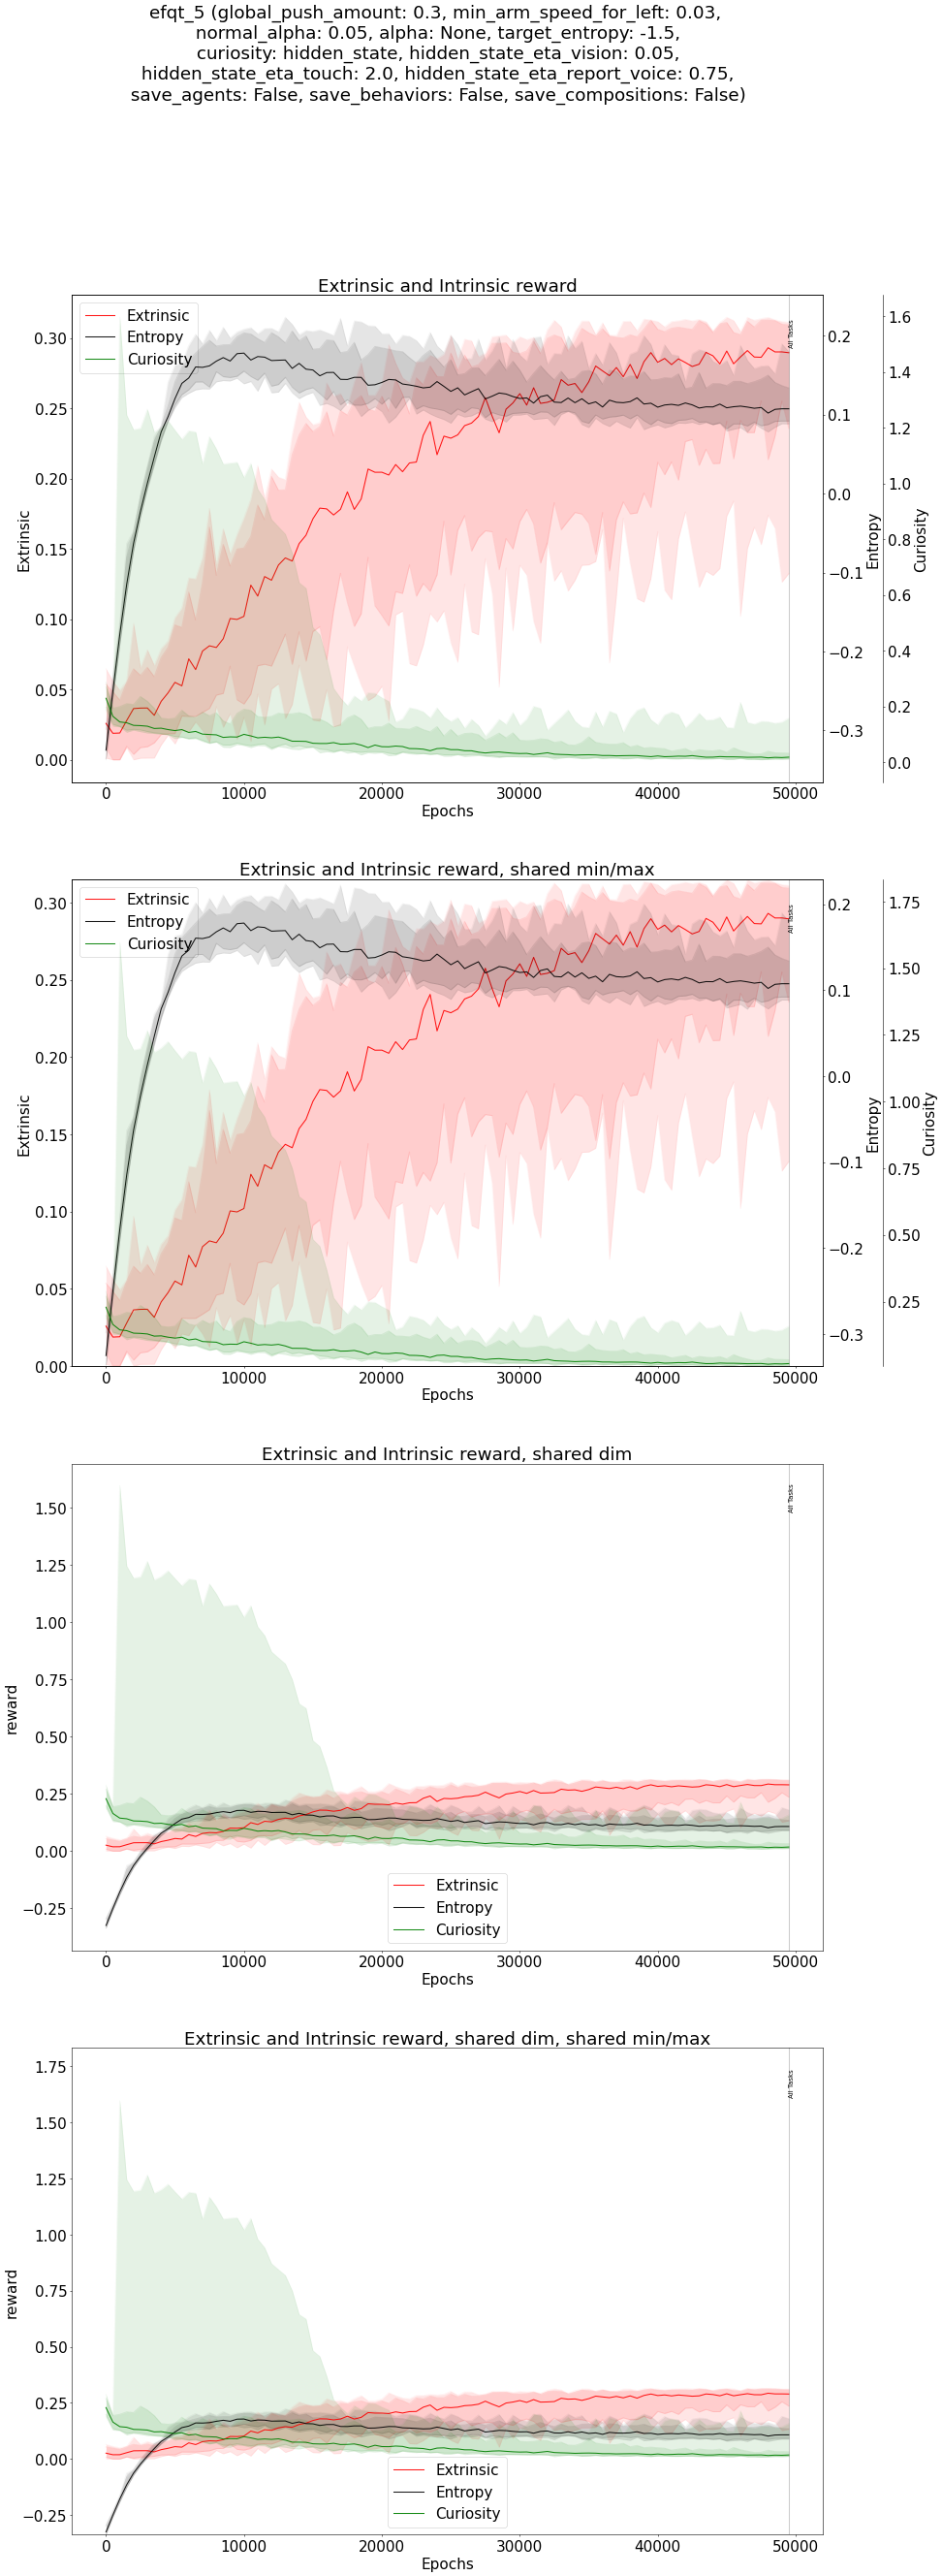 efqt_5 (global_push_amount: 0.3, min_arm_speed_for_left: 0.03,
normal_alpha: 0.05, alpha: None, target_entropy: -1.5,
curiosity: hidden_state, hidden_state_eta_vision: 0.05,
hidden_state_eta_touch: 2.0, hidden_state_eta_report_voice: 0.75,
save_agents: False, save_behaviors: False, save_compositions: False)
Extrinsic and Intrinsic reward
Extrinsic
Entropy
Curiosity
All Tasks
0.30
0.25
0.20
0.15
0.10
0.05
0.00
Extrinsic
0.2
0.1
0.0
−0.1
−0.2
−0.3
Entropy
1.6
1.4
1.2
1.0
0.8
0.6
0.4
0.2
0.0
Curiosity
0 10000 20000 30000 40000 50000
Epochs
Extrinsic and Intrinsic reward, shared min/max
Extrinsic
Entropy
Curiosity
All Tasks
0.30
0.25
0.20
0.15
0.10
0.05
0.00
Extrinsic
0.2
0.1
0.0
−0.1
−0.2
−0.3
Entropy
1.75
1.50
1.25
1.00
0.75
0.50
0.25
Curiosity
0 10000 20000 30000 40000 50000
Epochs
Extrinsic and Intrinsic reward, shared dim
All Tasks
1.50
1.25
1.00
0.75
0.50
0.25
0.00
−0.25
reward
Extrinsic
Entropy
Curiosity
0 10000 20000 30000 40000 50000
Epochs
Extrinsic and Intrinsic reward, shared dim, shared min/max
All Tasks
1.75
1.50
1.25
1.00
0.75
0.50
0.25
0.00
−0.25
reward
Extrinsic
Entropy
Curiosity
0 10000 20000 30000 40000 50000
Epochs